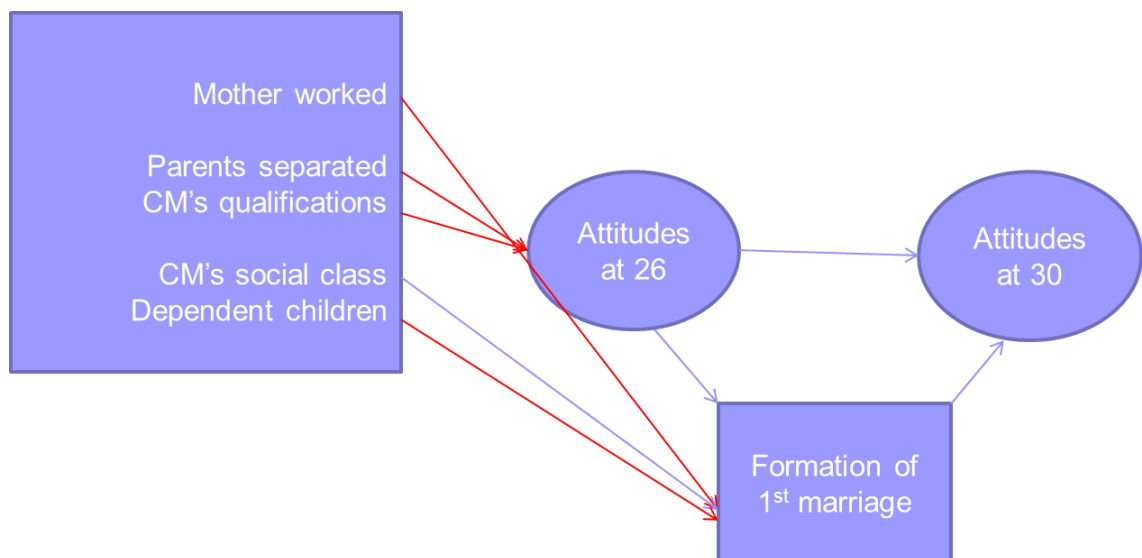 Mother worked
Parents separated
CM’s qualifications
CM’s social class
Dependent children
Attitudes
at 26
Attitudes
at 30
Formation of
1st marriage